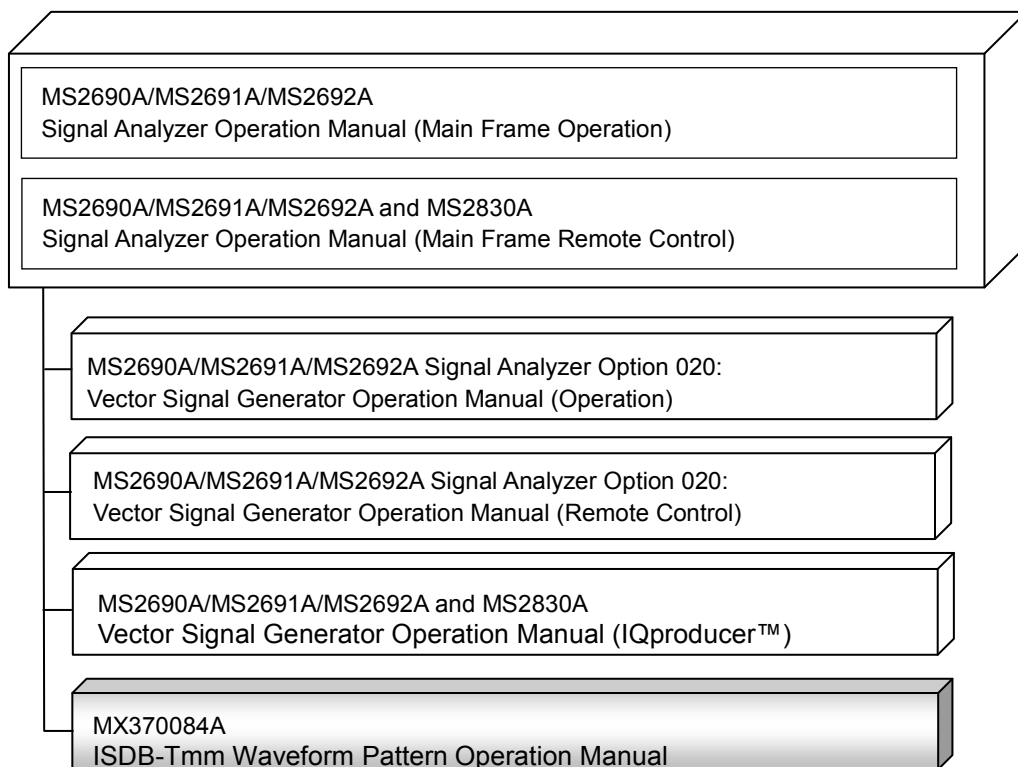 MS2690A/MS2691A/MS2692A
Signal Analyzer Operation Manual (Main Frame Operation)
MS2690A/MS2691A/MS2692A and MS2830A
Signal Analyzer Operation Manual (Main Frame Remote Control)
MS2690A/MS2691A/MS2692A Signal Analyzer Option 020:
Vector Signal Generator Operation Manual (Operation)
MS2690A/MS2691A/MS2692A Signal Analyzer Option 020:
Vector Signal Generator Operation Manual (Remote Control)
MS2690A/MS2691A/MS2692A and MS2830A
Vector Signal Generator Operation Manual (IQproducer™)
MX370084A
ISDB-Tmm Waveform Pattern Operation Manual